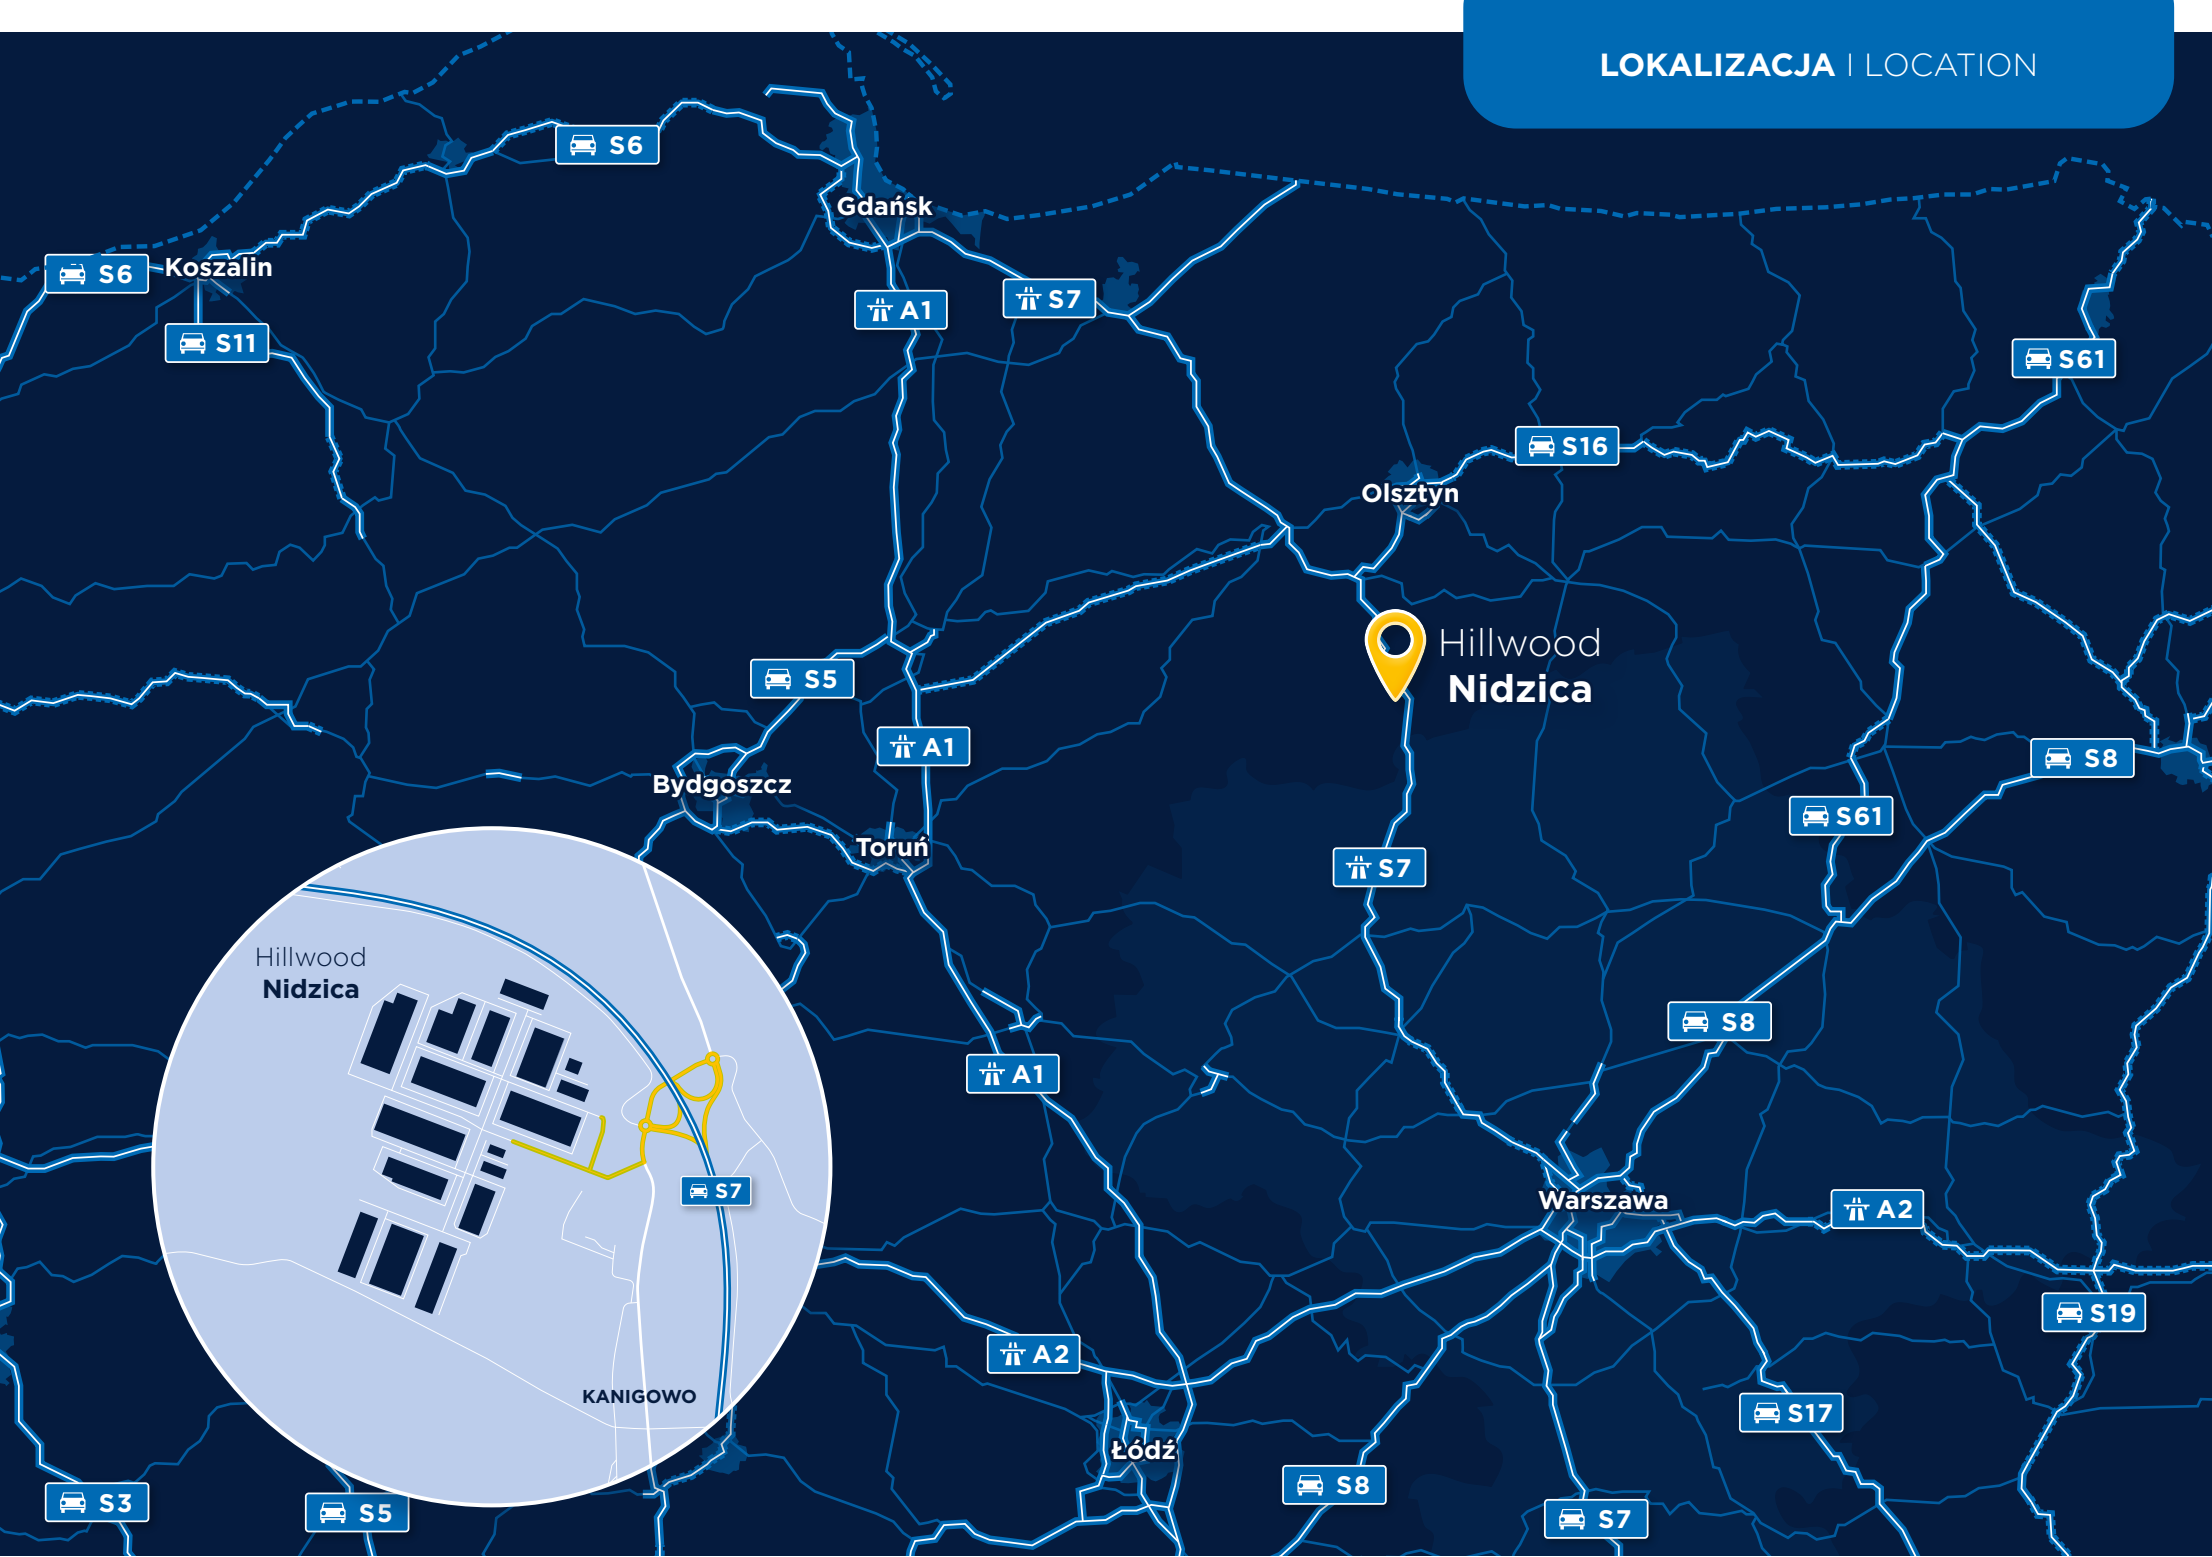 LOKALIZACJA I LOCATION
S6
Gdańsk
S6
Koszalin
A1
S7
S11
S61
S16
Olsztyn
Hillwood
Nidzica
S5
A1
S8
Bydgoszcz
S61
Toruń
S7
Hillwood
Nidzica
S8
A1
S7
Warszawa
A2
S19
A2
KANIGOWO
S17
Łódź
S8
S3
S5
S7